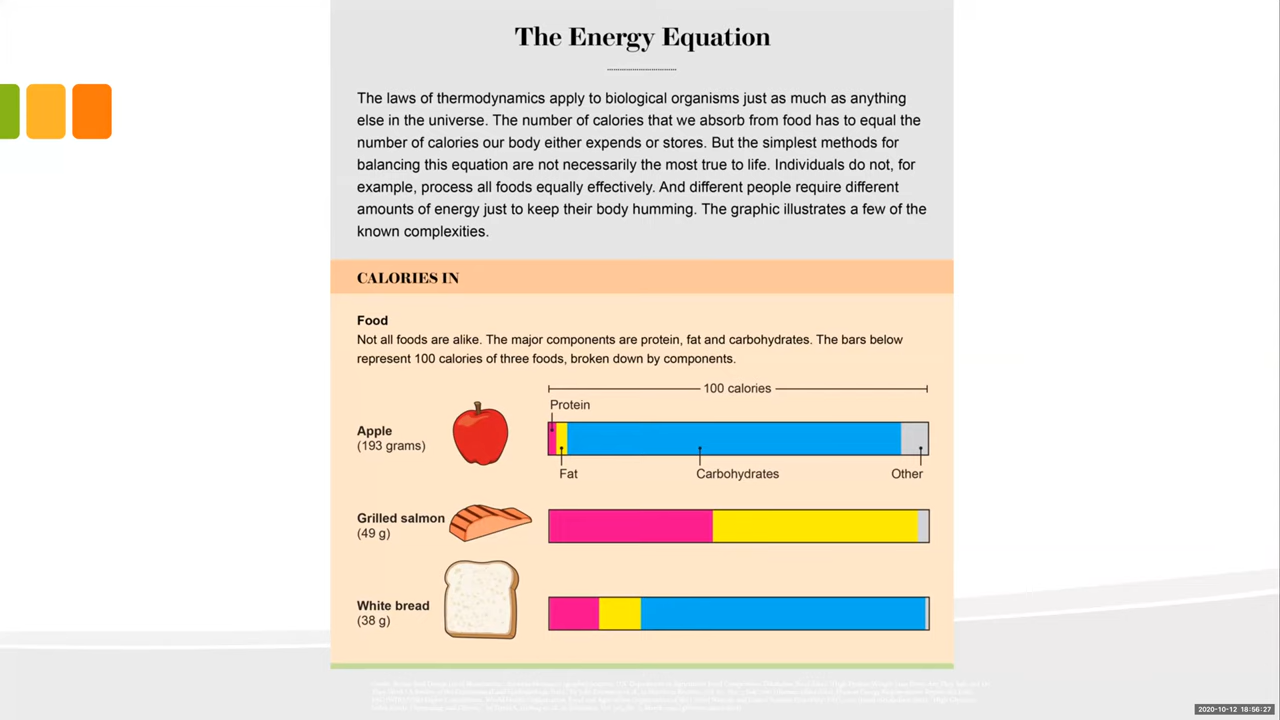 The Energy Equation
The laws of thermodynamics apply to biological organisms just as much as anything
else in the universe. The number of calories that we absorb from food has to equal the
number of calories our body either expends or stores. But the simplest methods for
balancing this equation are not necessarily the most true to life. Individuals do not, for
example, process all foods equally effectively. And different people require different
amounts of energy just to keep their body humming. The graphic illustrates a few of the
known complexities.
CALORIES IN
Food
Not all foods are alike. The major components are protein, fat and carbohydrates. The bars below
represent 100 calories of three foods, broken down by components.
100 calories
Protein
Apple
(193 grams)
Fat
Carbohydrates
Other
Grilled salmon
(49 g)
White bread
(38 g)
2020-10-12 18:56:27